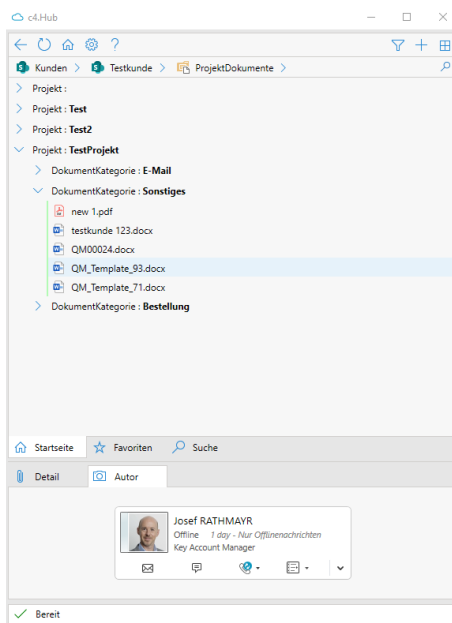 c4.Hub
Kunden > Testkunde > ProjektDokumente >
Projekt :
Projekt : Test
Projekt : Test2
Projekt : TestProjekt
DokumentKategorie : E-Mail
DokumentKategorie : Sonstiges
new 1.pdf
testkunde 123.docx
QM00024.docx
QM_Template_93.docx
QM_Template_71.docx
DokumentKategorie : Bestellung
Startseite Favoriten Suche
Detail Autor
Josef RATHMAYR
Offline 1 day - Nur Offlinenachrichten
Key Account Manager
Bereit